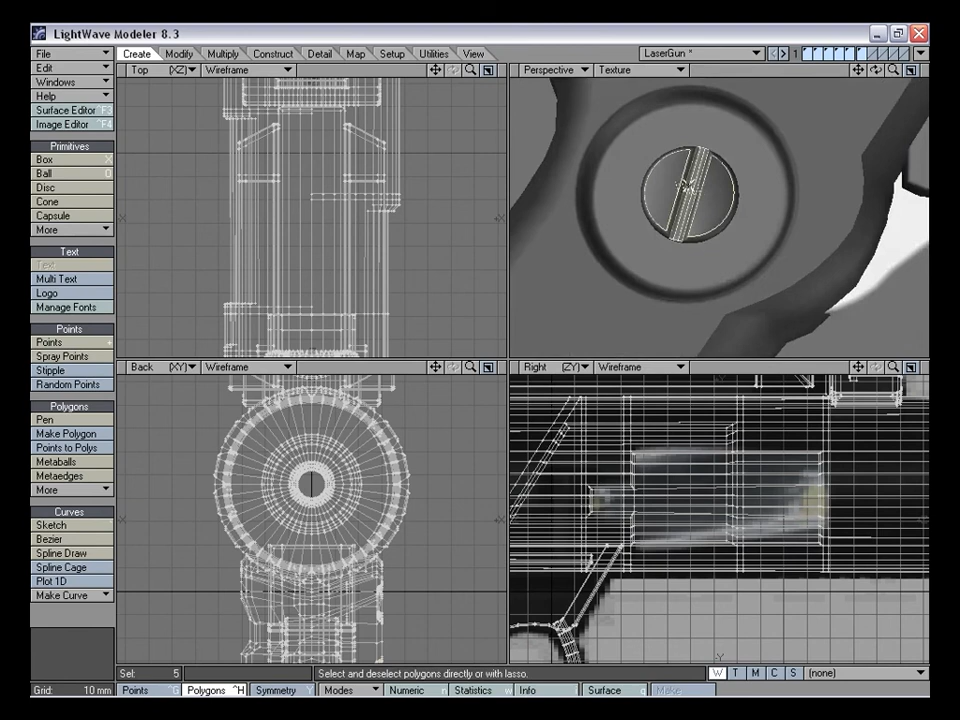 LightWave Modeler 8.3
File
Edit
Windows
Help
Surface Editor ^F3
Image Editor ^F4
Create Modify Multiply Construct Detail Map Setup Utilities View
LaserGun * 1
Top (XZ) Wireframe
Perspective Texture
Primitives
Box X
Ball O
Disc
Cone
Capsule
More
Text
Text
Multi Text
Logo
Manage Fonts
Points
Points +
Spray Points
Stipple
Random Points
Back (XY) Wireframe
Right (ZY) Wireframe
Polygons
Pen
Make Polygon
Points to Polys
Metaballs
Metaedges
More
Curves
Sketch
Bezier
Spline Draw
Spline Cage
Plot 1D
Make Curve
Sel: 5 Select and deselect polygons directly or with lasso. W T M C S (none)
Grid: 10 mm Points ^G Polygons ^H Symmetry Y Modes Numeric n Statistics w Info i Surface q Make